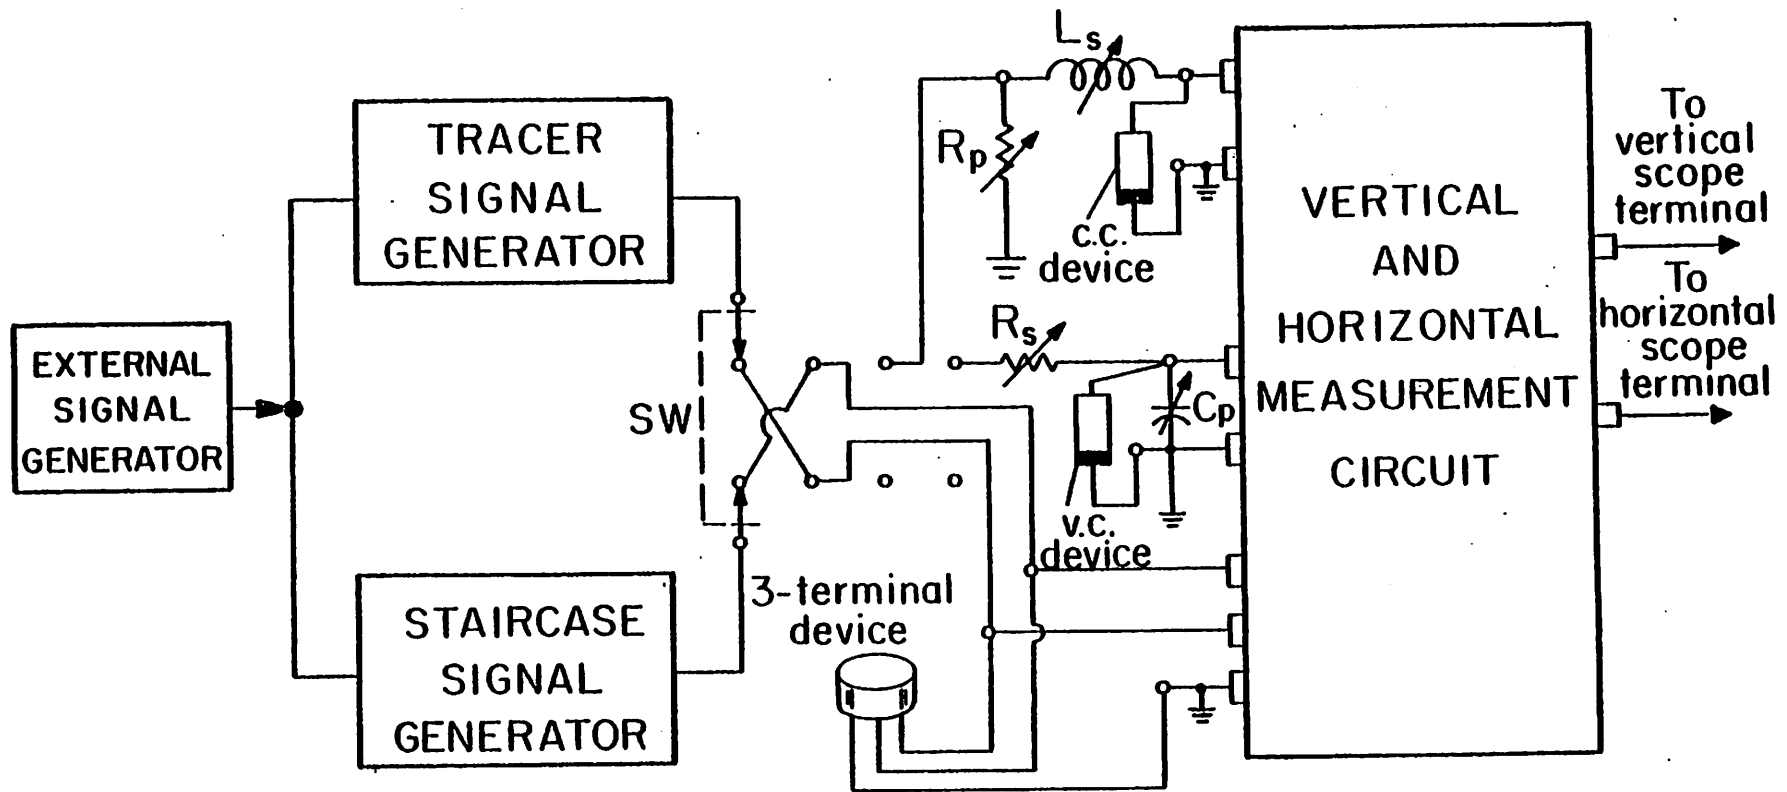 EXTERNAL
SIGNAL
GENERATOR
TRACER
SIGNAL
GENERATOR
STAIRCASE
SIGNAL
GENERATOR
SW
3-terminal
device
Ls
Rp
c.c.
device
Rs
Cp
v.c.
device
VERTICAL
AND
HORIZONTAL
MEASUREMENT
CIRCUIT
To
vertical
scope
terminal
To
horizontal
scope
terminal